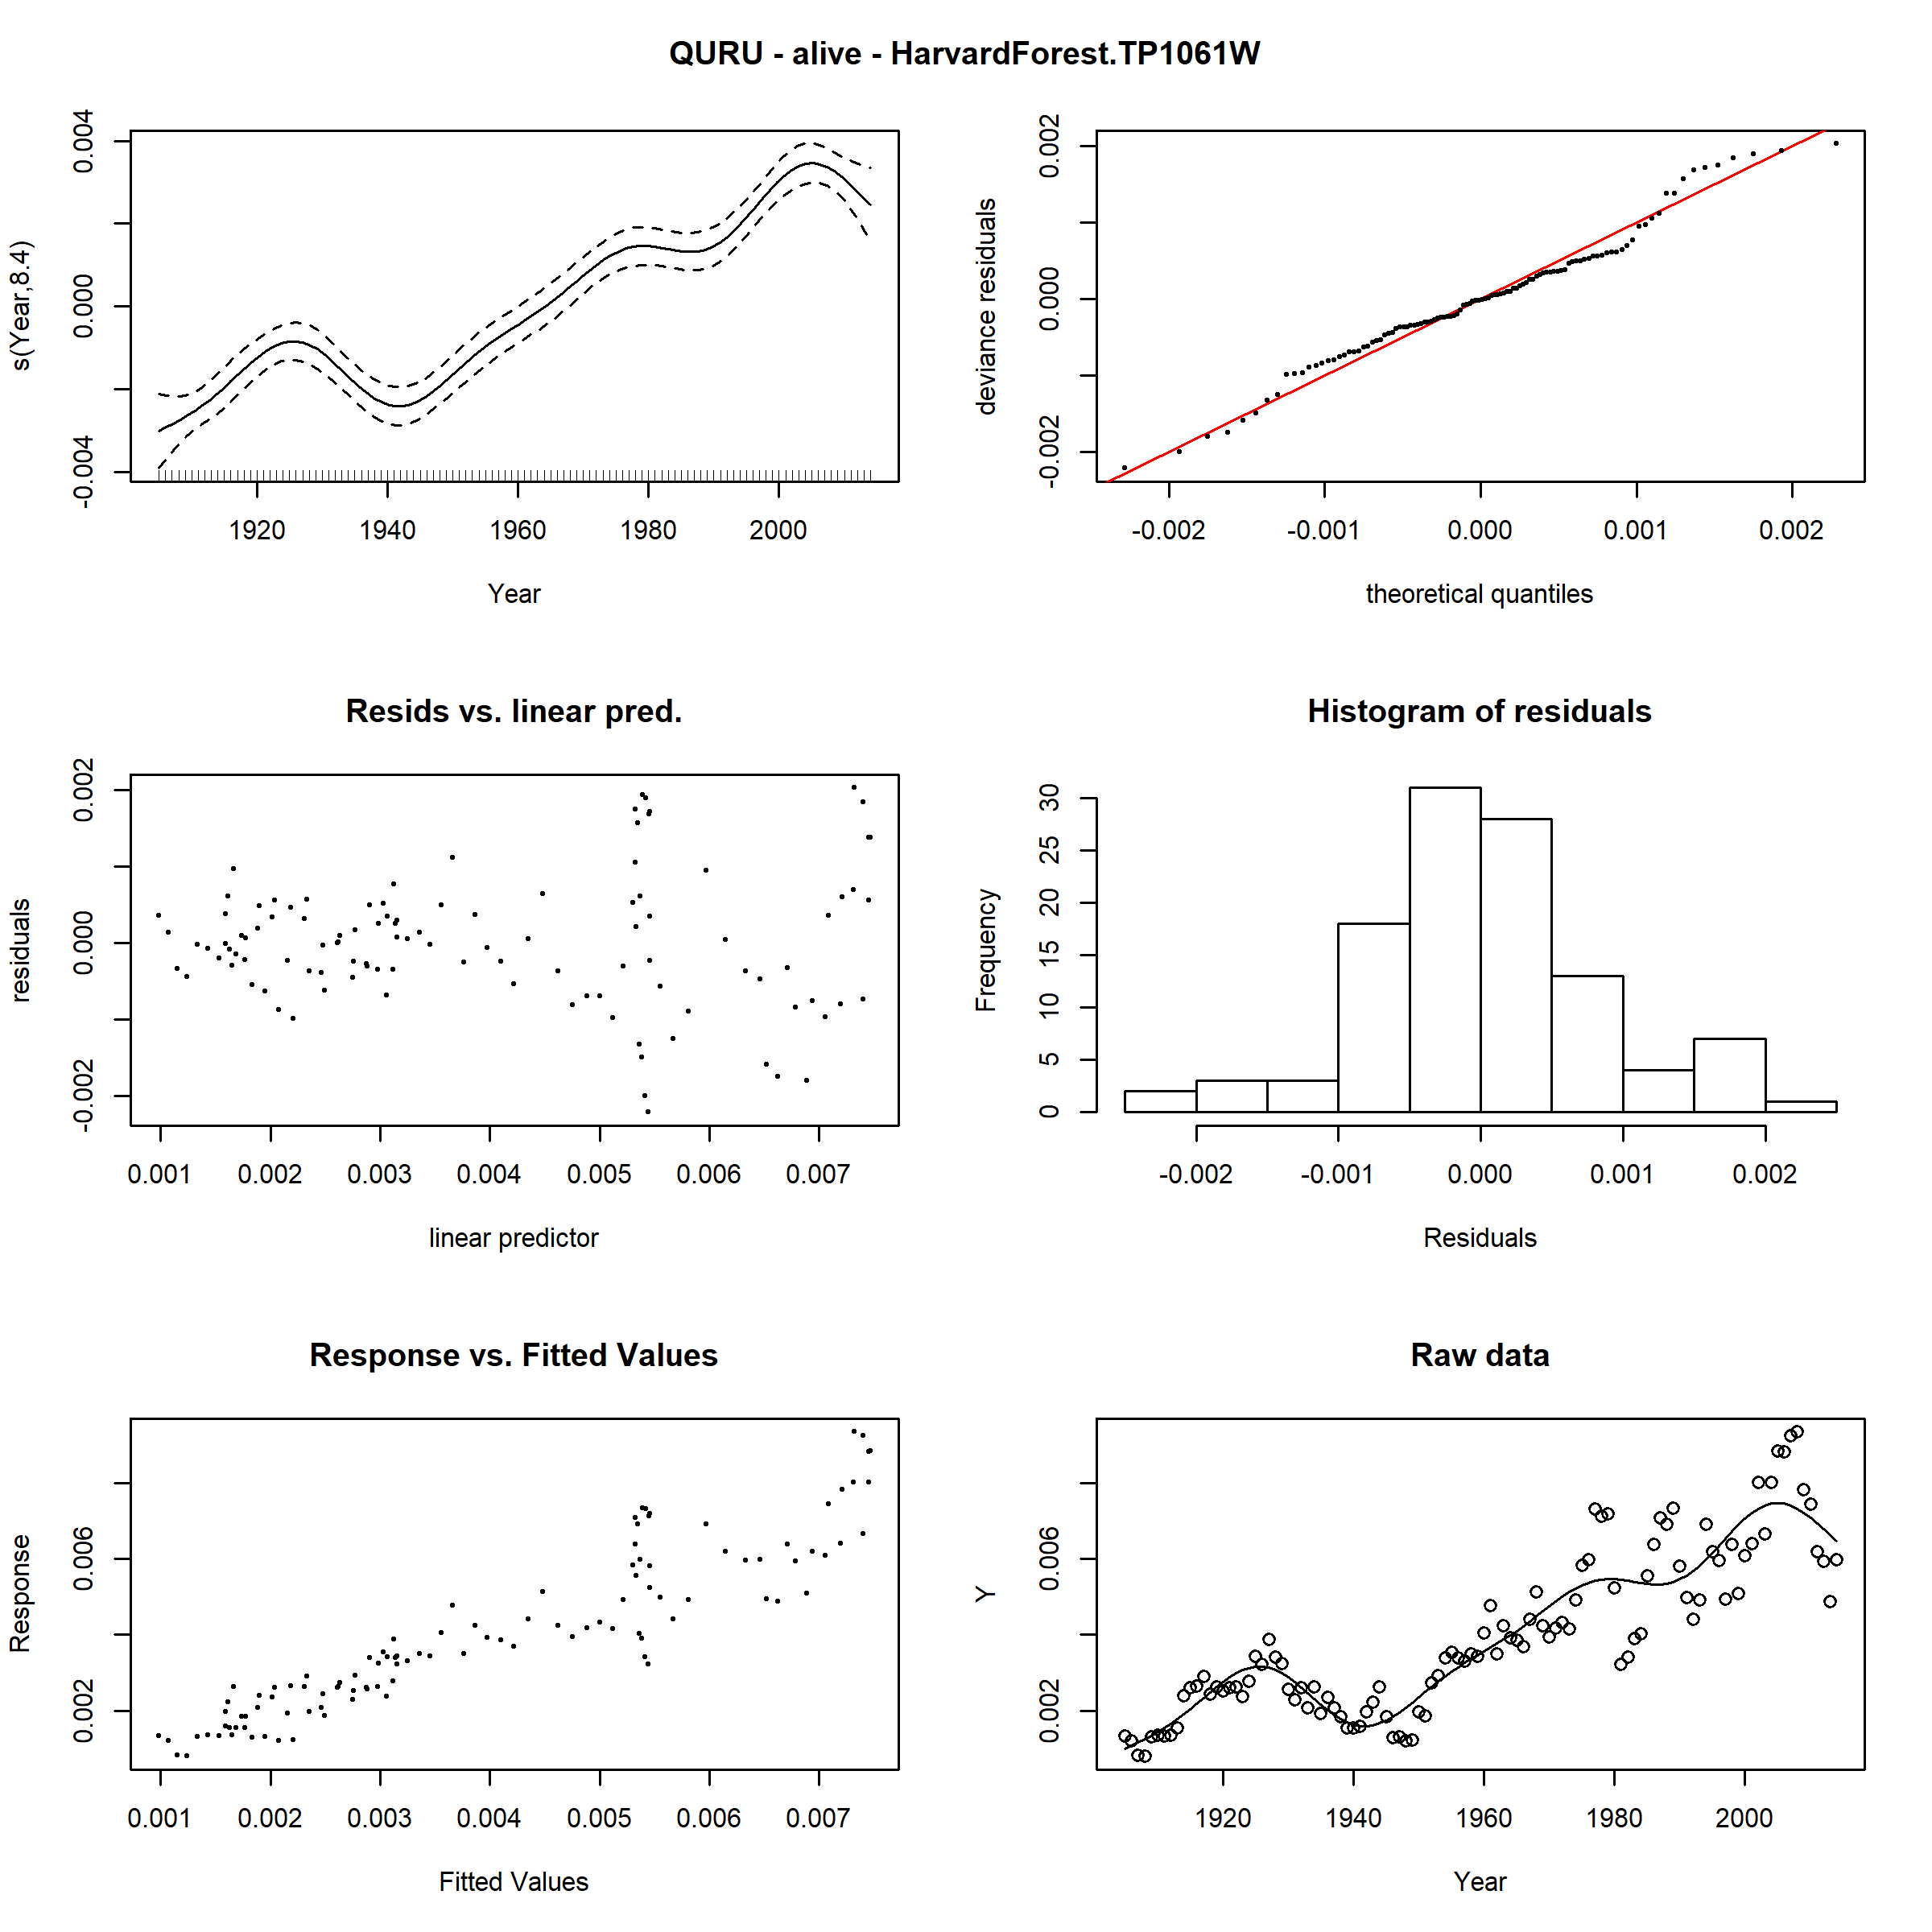 QURU - alive - HarvardForest.TP1061W
s(Year,8.4)
-0.004 0.000 0.004
1920 1940 1960 1980 2000
Year
deviance residuals
-0.002 0.000 0.002
-0.002 -0.001 0.000 0.001 0.002
theoretical quantiles
Resids vs. linear pred.
residuals
-0.002 0.000 0.002
0.001 0.002 0.003 0.004 0.005 0.006 0.007
linear predictor
Histogram of residuals
Frequency
0 5 10 15 20 25 30
-0.002 -0.001 0.000 0.001 0.002
Residuals
Response vs. Fitted Values
Response
0.002 0.006
0.001 0.002 0.003 0.004 0.005 0.006 0.007
Fitted Values
Raw data
Y
0.002 0.006
1920 1940 1960 1980 2000
Year